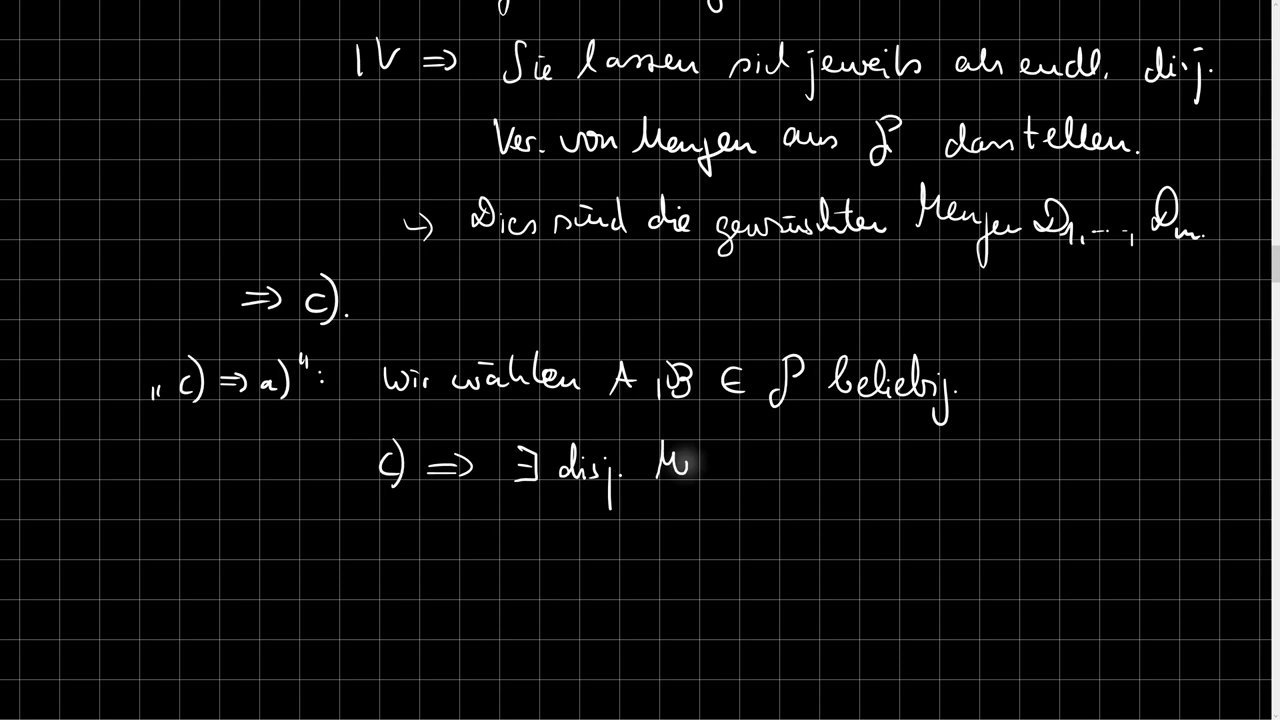 IV ⇒ Sie lassen sich jeweils als endl. disj.
Ver. von Mengen aus P darstellen.
↳ Dies sind die gewünschten Mengen D₁, ..., Dₘ.
⇒ c).
„c) ⇒ a)“: Wir wählen A, B ∈ P beliebig.
c) ⇒ ∃ disj. M